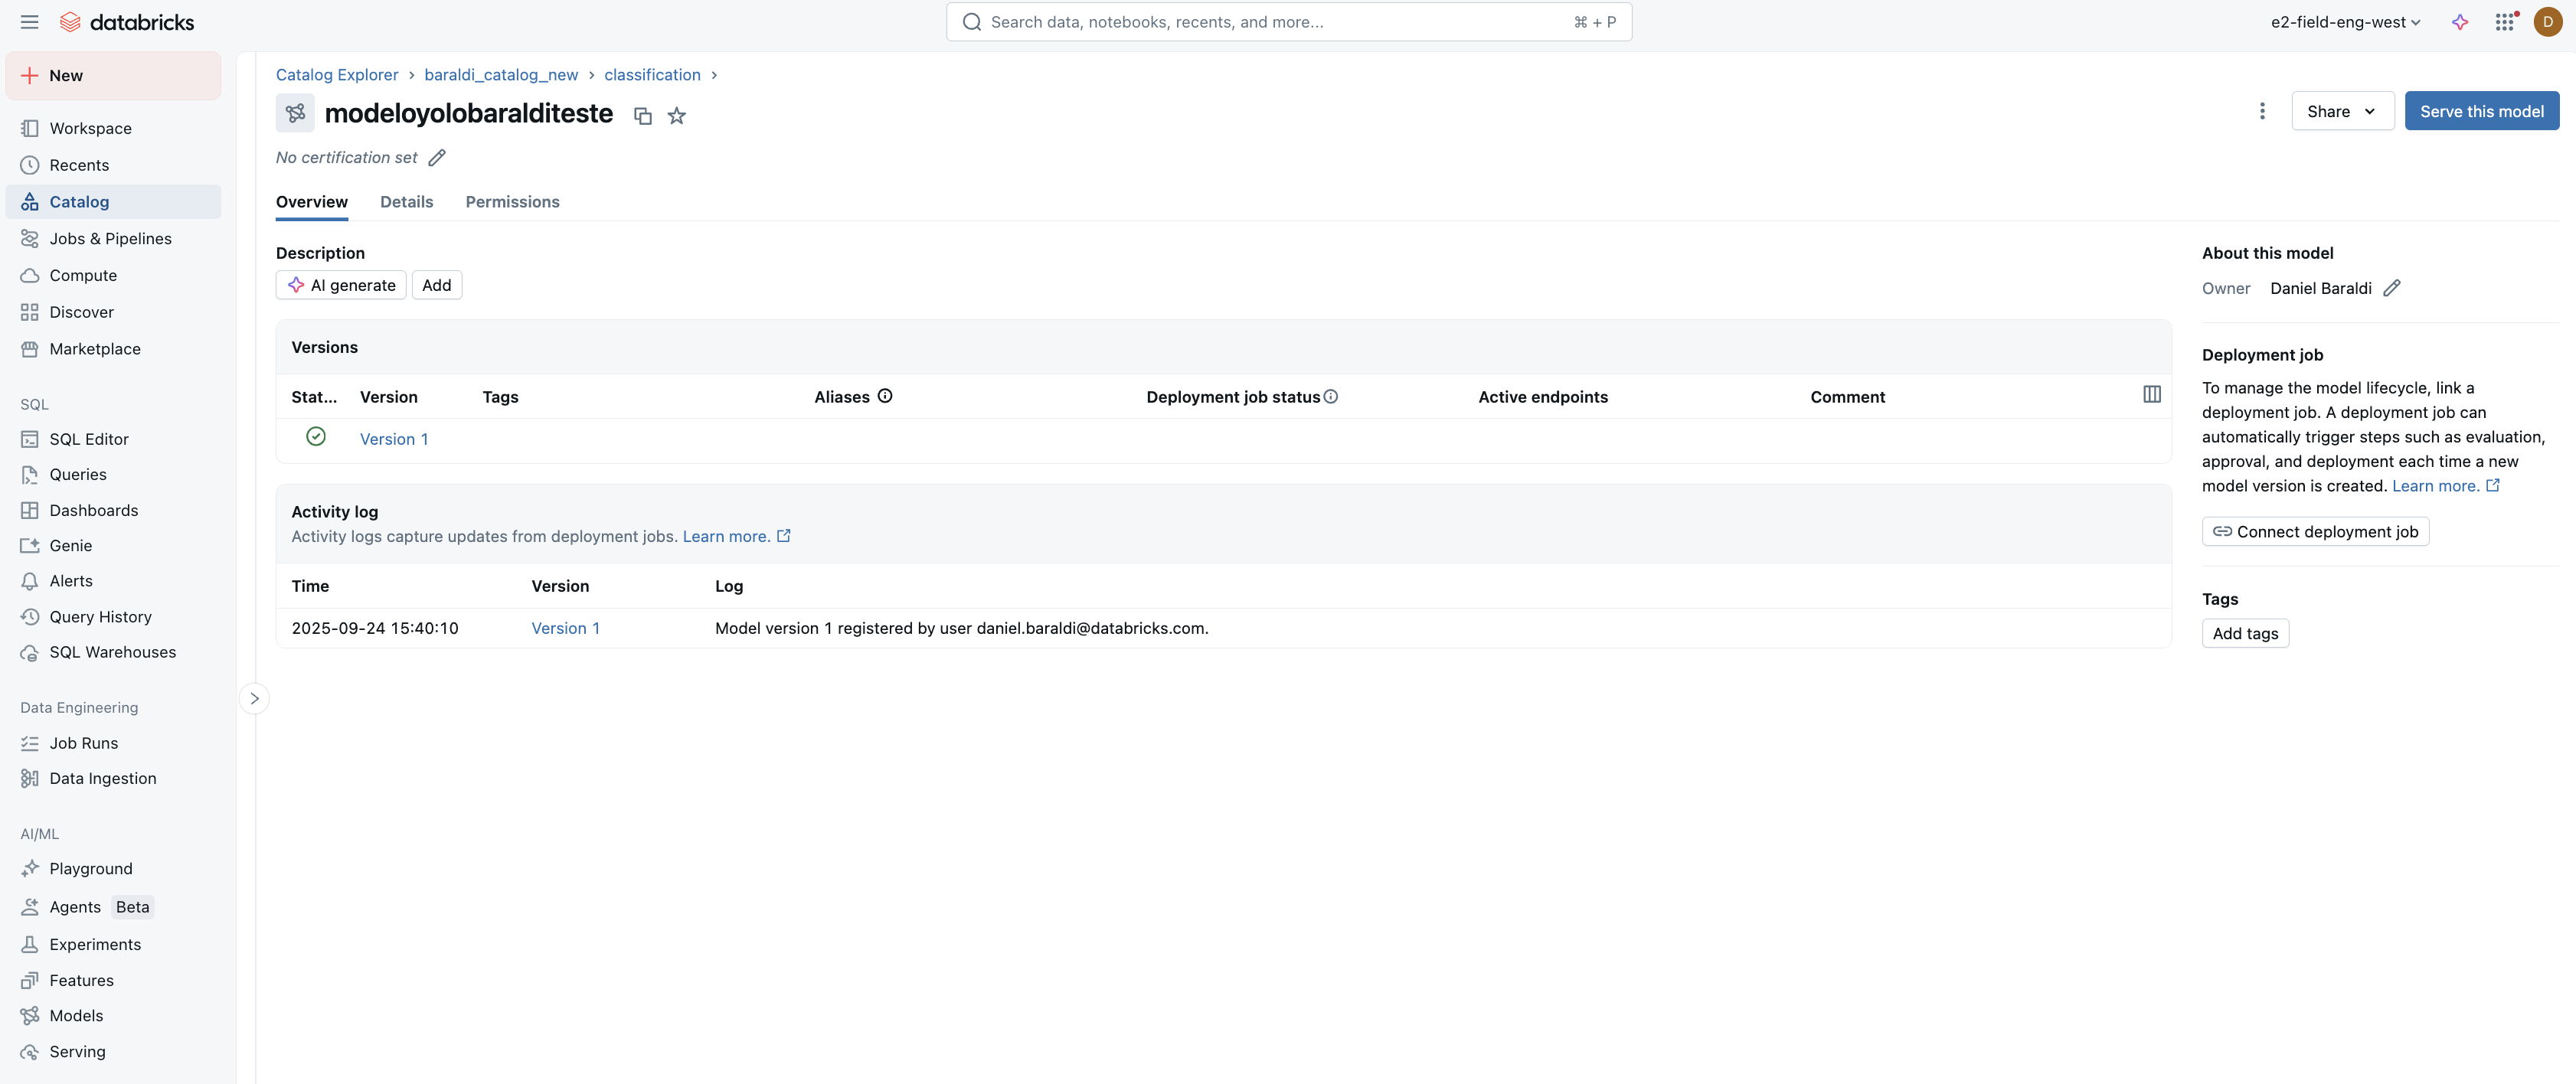 databricks
Search data, notebooks, recents, and more...
⌘ + P
e2-field-eng-west
D
New
Workspace
Recents
Catalog
Jobs & Pipelines
Compute
Discover
Marketplace
SQL
SQL Editor
Queries
Dashboards
Genie
Alerts
Query History
SQL Warehouses
Data Engineering
Job Runs
Data Ingestion
AI/ML
Playground
Agents Beta
Experiments
Features
Models
Serving
Catalog Explorer › baraldi_catalog_new › classification ›
modeloyolobaralditeste
Share
Serve this model
No certification set
Overview Details Permissions
Description
AI generate Add
Versions
Stat... Version Tags Aliases Deployment job status Active endpoints Comment
Version 1
Activity log
Activity logs capture updates from deployment jobs. Learn more.
Time Version Log
2025-09-24 15:40:10 Version 1 Model version 1 registered by user daniel.baraldi@databricks.com.
About this model
Owner Daniel Baraldi
Deployment job
To manage the model lifecycle, link a
deployment job. A deployment job can
automatically trigger steps such as evaluation,
approval, and deployment each time a new
model version is created. Learn more.
Connect deployment job
Tags
Add tags